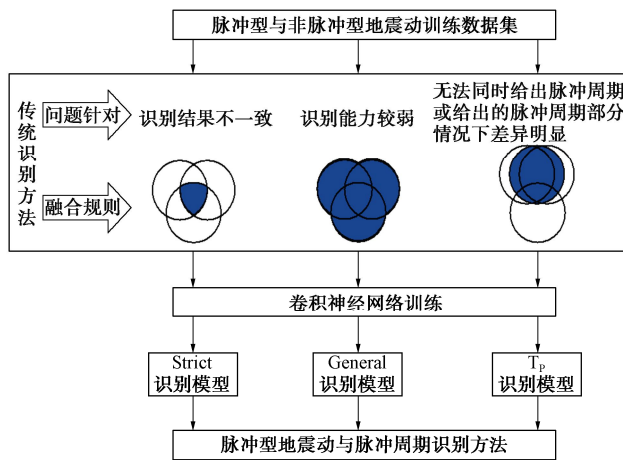 脉冲型与非脉冲型地震动训练数据集
传统识别方法
问题针对
识别结果不一致
识别能力较弱
无法同时给出脉冲周期
或给出的脉冲周期部分
情况下差异明显
融合规则
卷积神经网络训练
Strict
识别模型
General
识别模型
TP
识别模型
脉冲型地震动与脉冲周期识别方法